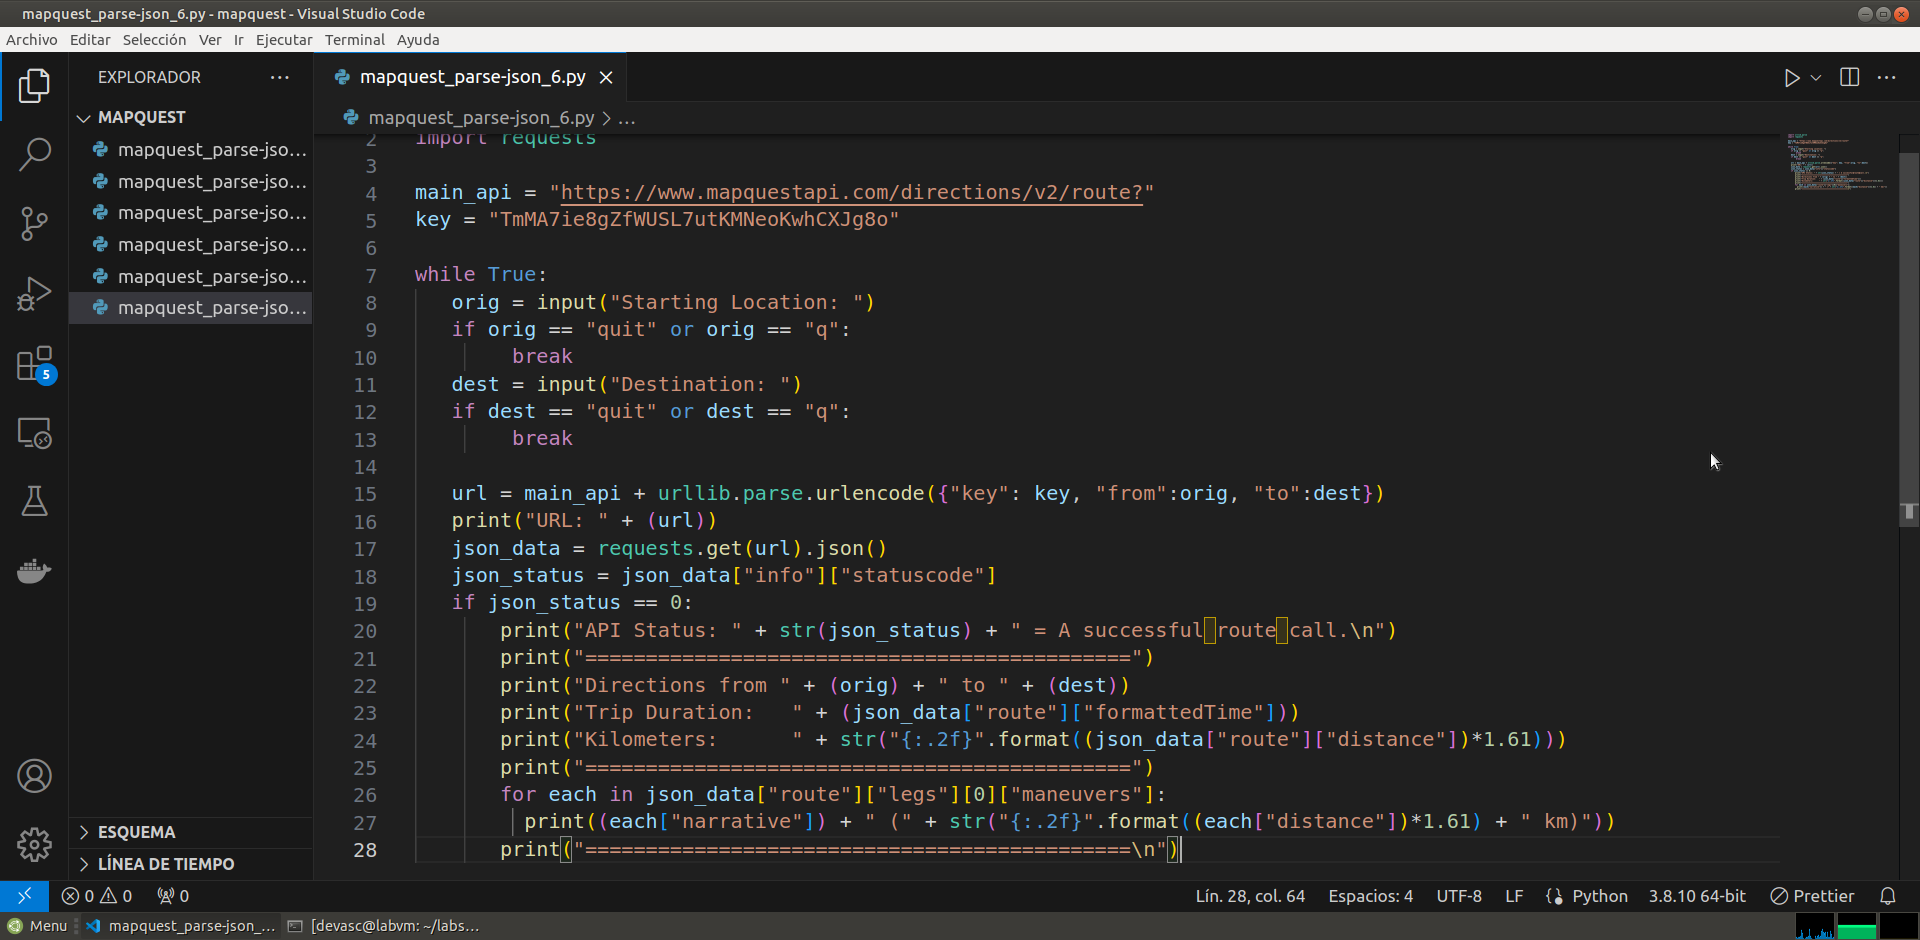 mapquest_parse-json_6.py - mapquest - Visual Studio Code
Archivo Editar Selección Ver Ir Ejecutar Terminal Ayuda
EXPLORADOR
MAPQUEST
mapquest_parse-jso...
mapquest_parse-jso...
mapquest_parse-jso...
mapquest_parse-jso...
mapquest_parse-jso...
mapquest_parse-jso...
5
ESQUEMA
LÍNEA DE TIEMPO
mapquest_parse-json_6.py
mapquest_parse-json_6.py > ...
2 import requests
3
4 main_api = "https://www.mapquestapi.com/directions/v2/route?"
5 key = "TmMA7ie8gZfWUSL7utKMNeoKwhCXJg8o"
6
7 while True:
8 orig = input("Starting Location: ")
9 if orig == "quit" or orig == "q":
10 break
11 dest = input("Destination: ")
12 if dest == "quit" or dest == "q":
13 break
14
15 url = main_api + urllib.parse.urlencode({"key": key, "from":orig, "to":dest})
16 print("URL: " + (url))
17 json_data = requests.get(url).json()
18 json_status = json_data["info"]["statuscode"]
19 if json_status == 0:
20 print("API Status: " + str(json_status) + " = A successful route call.\n")
21 print("=============================================")
22 print("Directions from " + (orig) + " to " + (dest))
23 print("Trip Duration:   " + (json_data["route"]["formattedTime"]))
24 print("Kilometers:      " + str("{:.2f}".format((json_data["route"]["distance"])*1.61)))
25 print("=============================================")
26 for each in json_data["route"]["legs"][0]["maneuvers"]:
27 print((each["narrative"]) + " (" + str("{:.2f}".format((each["distance"])*1.61) + " km)"))
28 print("=============================================\n")
0 0 0
Lín. 28, col. 64 Espacios: 4 UTF-8 LF Python 3.8.10 64-bit Prettier
Menu mapquest_parse-json_... [devasc@labvm: ~/labs...